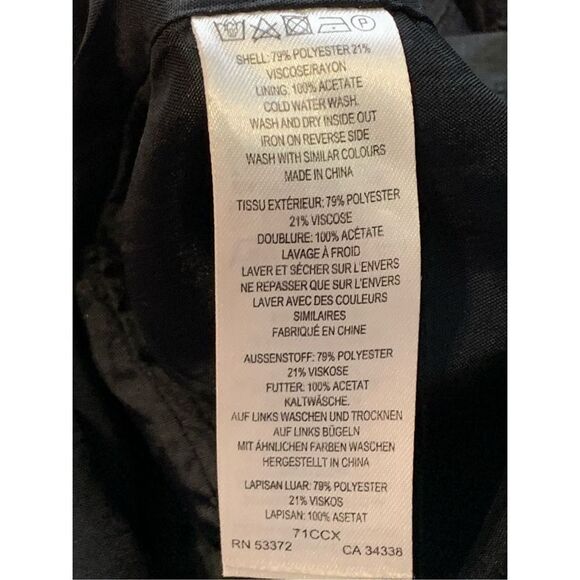 SHELL: 79% POLYESTER 21%
VISCOSE/RAYON
LINING: 100% ACETATE
COLD WATER WASH.
WASH AND DRY INSIDE OUT
IRON ON REVERSE SIDE
WASH WITH SIMILAR COLOURS
MADE IN CHINA
TISSU EXTÉRIEUR: 79% POLYESTER
21% VISCOSE
DOUBLURE: 100% ACÉTATE
LAVAGE À FROID
LAVER ET SÉCHER SUR L'ENVERS
NE REPASSER QUE SUR L'ENVERS
LAVER AVEC DES COULEURS
SIMILAIRES
FABRIQUÉ EN CHINE
AUSSENSTOFF: 79% POLYESTER
21% VISKOSE
FUTTER: 100% ACETAT
KALTWÄSCHE.
AUF LINKS WASCHEN UND TROCKNEN
AUF LINKS BÜGELN
MIT ÄHNLICHEN FARBEN WASCHEN
HERGESTELLT IN CHINA
LAPISAN LUAR: 79% POLYESTER
21% VISKOS
LAPISAN: 100% ASETAT
71CCX
RN 53372 CA 34338